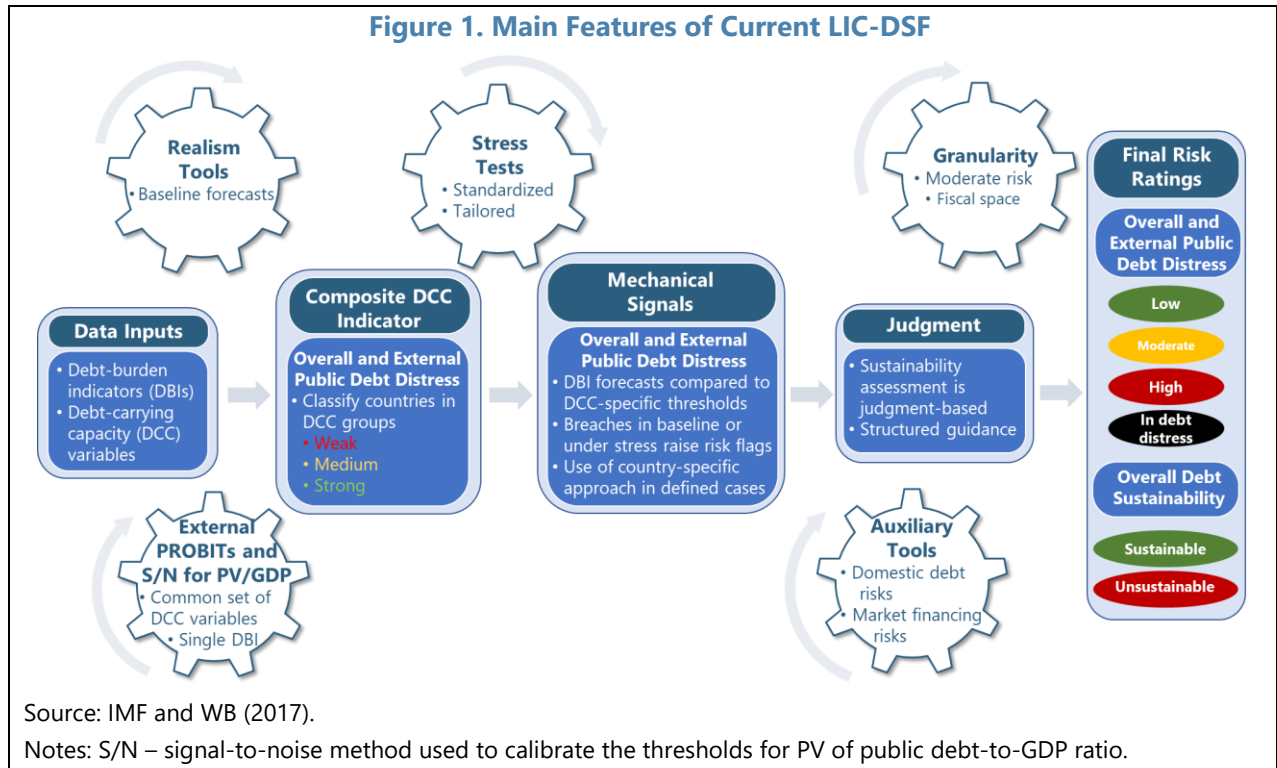 Figure 1. Main Features of Current LIC-DSF
Realism
Tools
• Baseline forecasts
Stress
Tests
• Standardized
• Tailored
Granularity
• Moderate risk
• Fiscal space
Data Inputs
• Debt-burden
indicators (DBIs)
• Debt-carrying
capacity (DCC)
variables
Composite DCC
Indicator
Overall and External
Public Debt Distress
• Classify countries in
DCC groups
• Weak
• Medium
• Strong
Mechanical
Signals
Overall and External
Public Debt Distress
• DBI forecasts compared to
DCC-specific thresholds
• Breaches in baseline or
under stress raise risk flags
• Use of country-specific
approach in defined cases
Judgment
• Sustainability
assessment is
judgment-based
• Structured guidance
Final Risk
Ratings
Overall and
External Public
Debt Distress
Low
Moderate
High
In debt
distress
Overall Debt
Sustainability
Sustainable
Unsustainable
External
PROBITs and
S/N for PV/GDP
• Common set of
DCC variables
• Single DBI
Auxiliary
Tools
• Domestic debt
risks
• Market financing
risks
Source: IMF and WB (2017).
Notes: S/N – signal-to-noise method used to calibrate the thresholds for PV of public debt-to-GDP ratio.